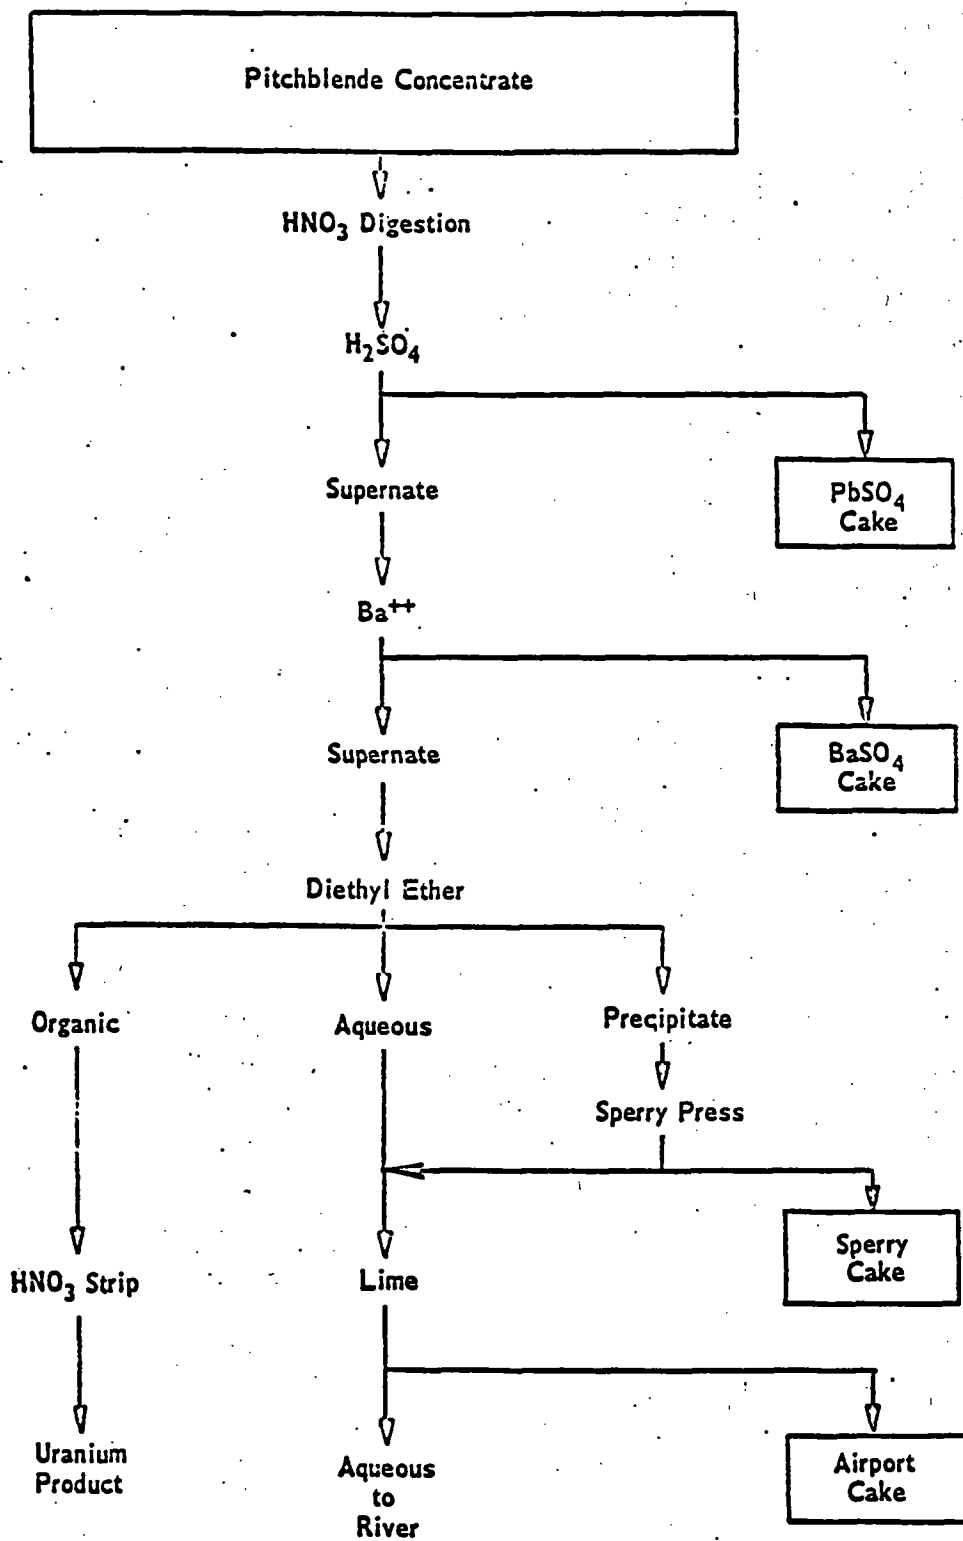 Pitchblende Concentrate
HNO₃ Digestion
H₂SO₄
Supernate
PbSO₄
Cake
Ba⁺⁺
Supernate
BaSO₄
Cake
Diethyl Ether
Organic
Aqueous
Precipitate
Sperry Press
Sperry
Cake
HNO₃ Strip
Lime
Uranium
Product
Aqueous
to
River
Airport
Cake